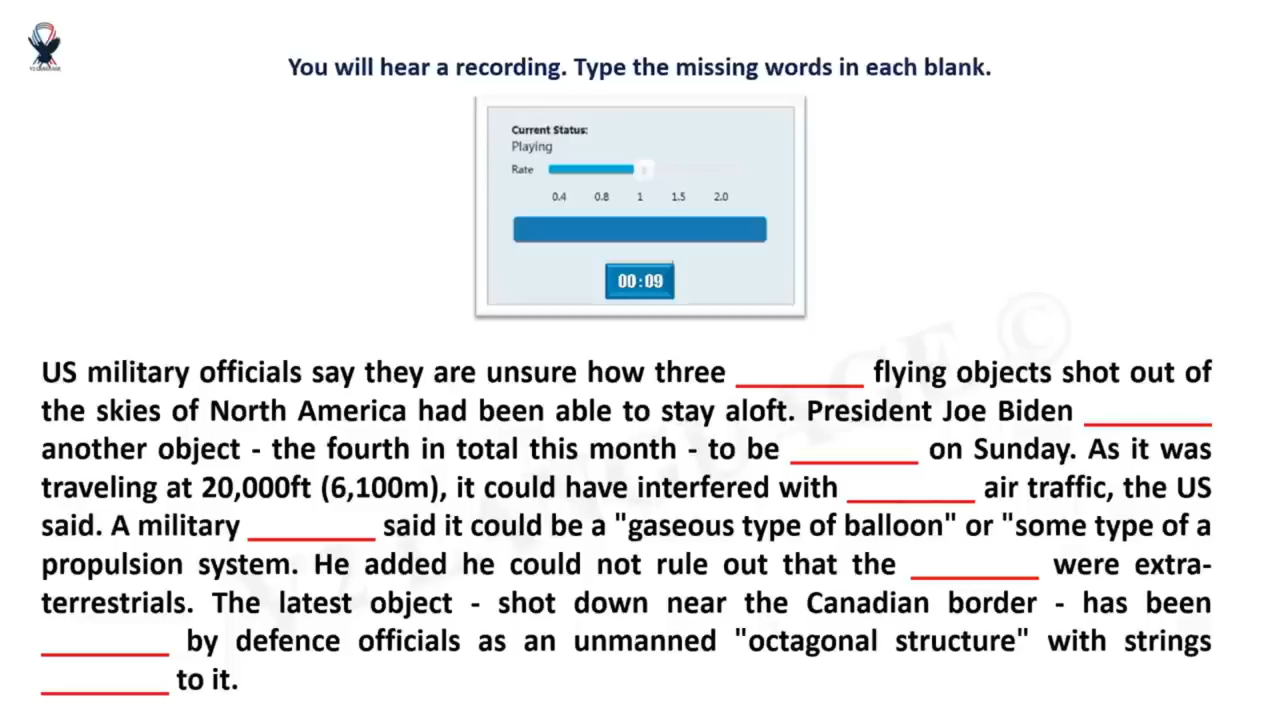 You will hear a recording. Type the missing words in each blank.
Current Status:
Playing
Rate
0.4 0.8 1 1.5 2.0
00:09
US military officials say they are unsure how three ________ flying objects shot out of
the skies of North America had been able to stay aloft. President Joe Biden ________
another object - the fourth in total this month - to be ________ on Sunday. As it was
traveling at 20,000ft (6,100m), it could have interfered with ________ air traffic, the US
said. A military ________ said it could be a "gaseous type of balloon" or "some type of a
propulsion system. He added he could not rule out that the ________ were extra-
terrestrials. The latest object - shot down near the Canadian border - has been
________ by defence officials as an unmanned "octagonal structure" with strings
________ to it.